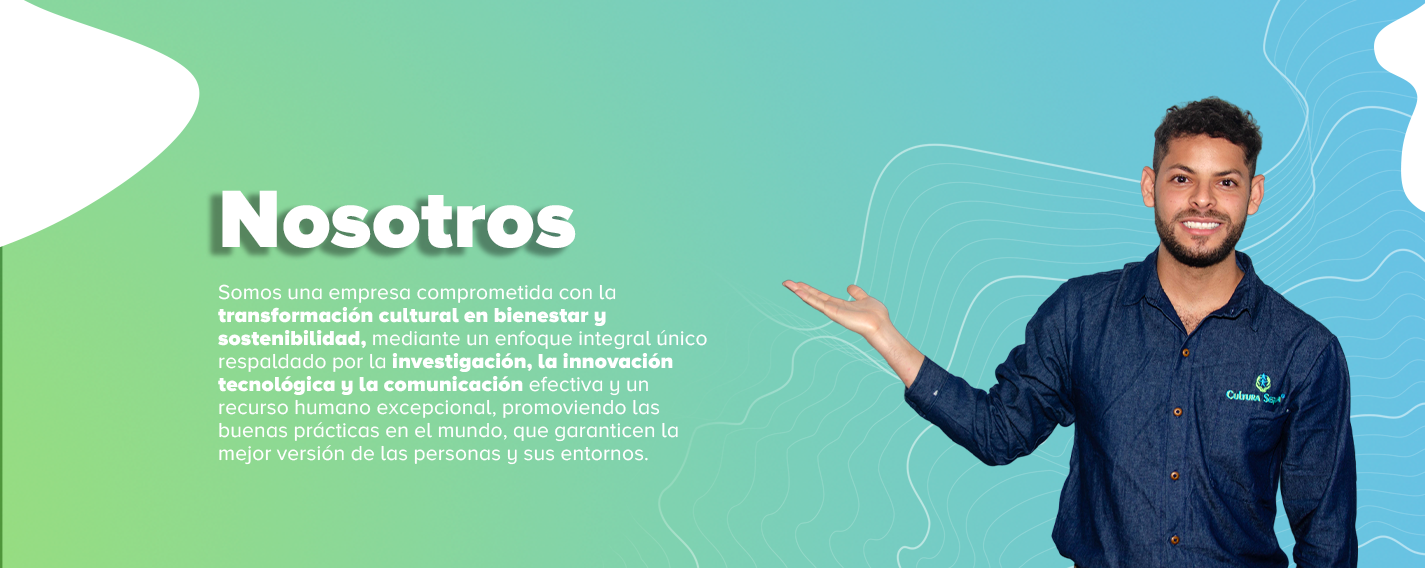 Nosotros
Somos una empresa comprometida con la
transformación cultural en bienestar y
sostenibilidad, mediante un enfoque integral único
respaldado por la investigación, la innovación
tecnológica y la comunicación efectiva y un
recurso humano excepcional, promoviendo las
buenas prácticas en el mundo, que garanticen la
mejor versión de las personas y sus entornos.
CULTURA